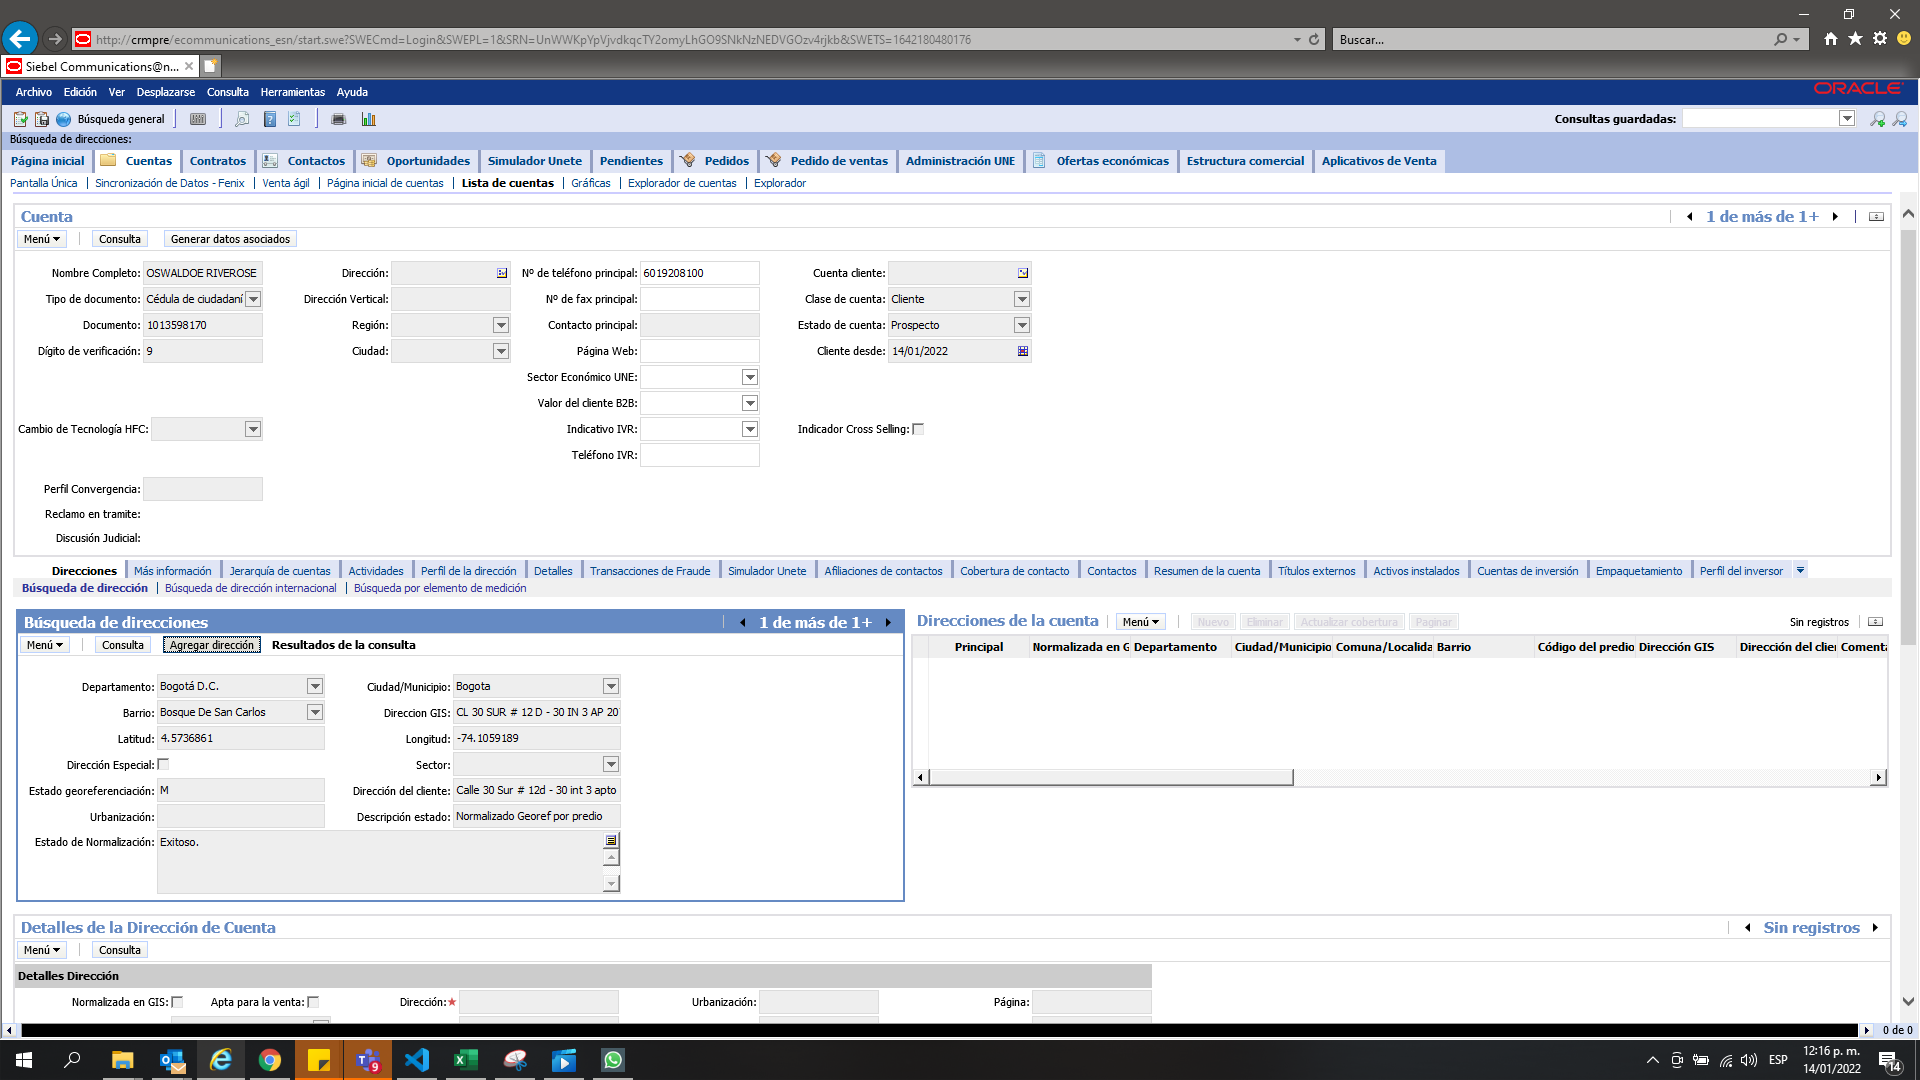 http://crmpre/ecommunications_esn/start.swe?SWECmd=Login&SWEPL=1&SRN=UnWWKpYpVjvdkqcTY2omyLhGO9SNkNzNEDVGOzv4rjkb&SWETS=1642180480176
Buscar...
Siebel Communications@n...
Archivo Edición Ver Desplazarse Consulta Herramientas Ayuda
ORACLE
Búsqueda general
Consultas guardadas:
Búsqueda de direcciones:
Página inicial Cuentas Contratos Contactos Oportunidades Simulador Unete Pendientes Pedidos Pedido de ventas Administración UNE Ofertas económicas Estructura comercial Aplicativos de Venta
Pantalla Única Sincronización de Datos - Fenix Venta ágil Página inicial de cuentas Lista de cuentas Gráficas Explorador de cuentas Explorador
Cuenta
1 de más de 1+
Menú Consulta Generar datos asociados
Nombre Completo: OSWALDOE RIVEROSE Dirección: Nº de teléfono principal: 6019208100 Cuenta cliente:
Tipo de documento: Cédula de ciudadaní Dirección Vertical: Nº de fax principal: Clase de cuenta: Cliente
Documento: 1013598170 Región: Contacto principal: Estado de cuenta: Prospecto
Dígito de verificación: 9 Ciudad: Página Web: Cliente desde: 14/01/2022
Sector Económico UNE:
Valor del cliente B2B:
Cambio de Tecnología HFC: Indicativo IVR: Indicador Cross Selling:
Teléfono IVR:
Perfil Convergencia:
Reclamo en tramite:
Discusión Judicial:
Direcciones Más información Jerarquía de cuentas Actividades Perfil de la dirección Detalles Transacciones de Fraude Simulador Unete Afiliaciones de contactos Cobertura de contacto Contactos Resumen de la cuenta Títulos externos Activos instalados Cuentas de inversión Empaquetamiento Perfil del inversor
Búsqueda de dirección Búsqueda de dirección internacional Búsqueda por elemento de medición
Búsqueda de direcciones
1 de más de 1+
Menú Consulta Agregar dirección Resultados de la consulta
Departamento: Bogotá D.C. Ciudad/Municipio: Bogota
Barrio: Bosque De San Carlos Direccion GIS: CL 30 SUR # 12 D - 30 IN 3 AP 20
Latitud: 4.5736861 Longitud: -74.1059189
Dirección Especial: Sector:
Estado georeferenciación: M Dirección del cliente: Calle 30 Sur # 12d - 30 int 3 apto
Urbanización: Descripción estado: Normalizado Georef por predio
Estado de Normalización: Exitoso.
Direcciones de la cuenta Menú Nuevo Eliminar Actualizar cobertura Paginar Sin registros
Principal Normalizada en G Departamento Ciudad/Municipio Comuna/Localida Barrio Código del predio Dirección GIS Dirección del clie Comenta
Detalles de la Dirección de Cuenta
Sin registros
Menú Consulta
Detalles Dirección
Normalizada en GIS: Apta para la venta: Dirección:★ Urbanización: Página:
0 de 0
9
ESP
12:16 p. m.
14/01/2022
14